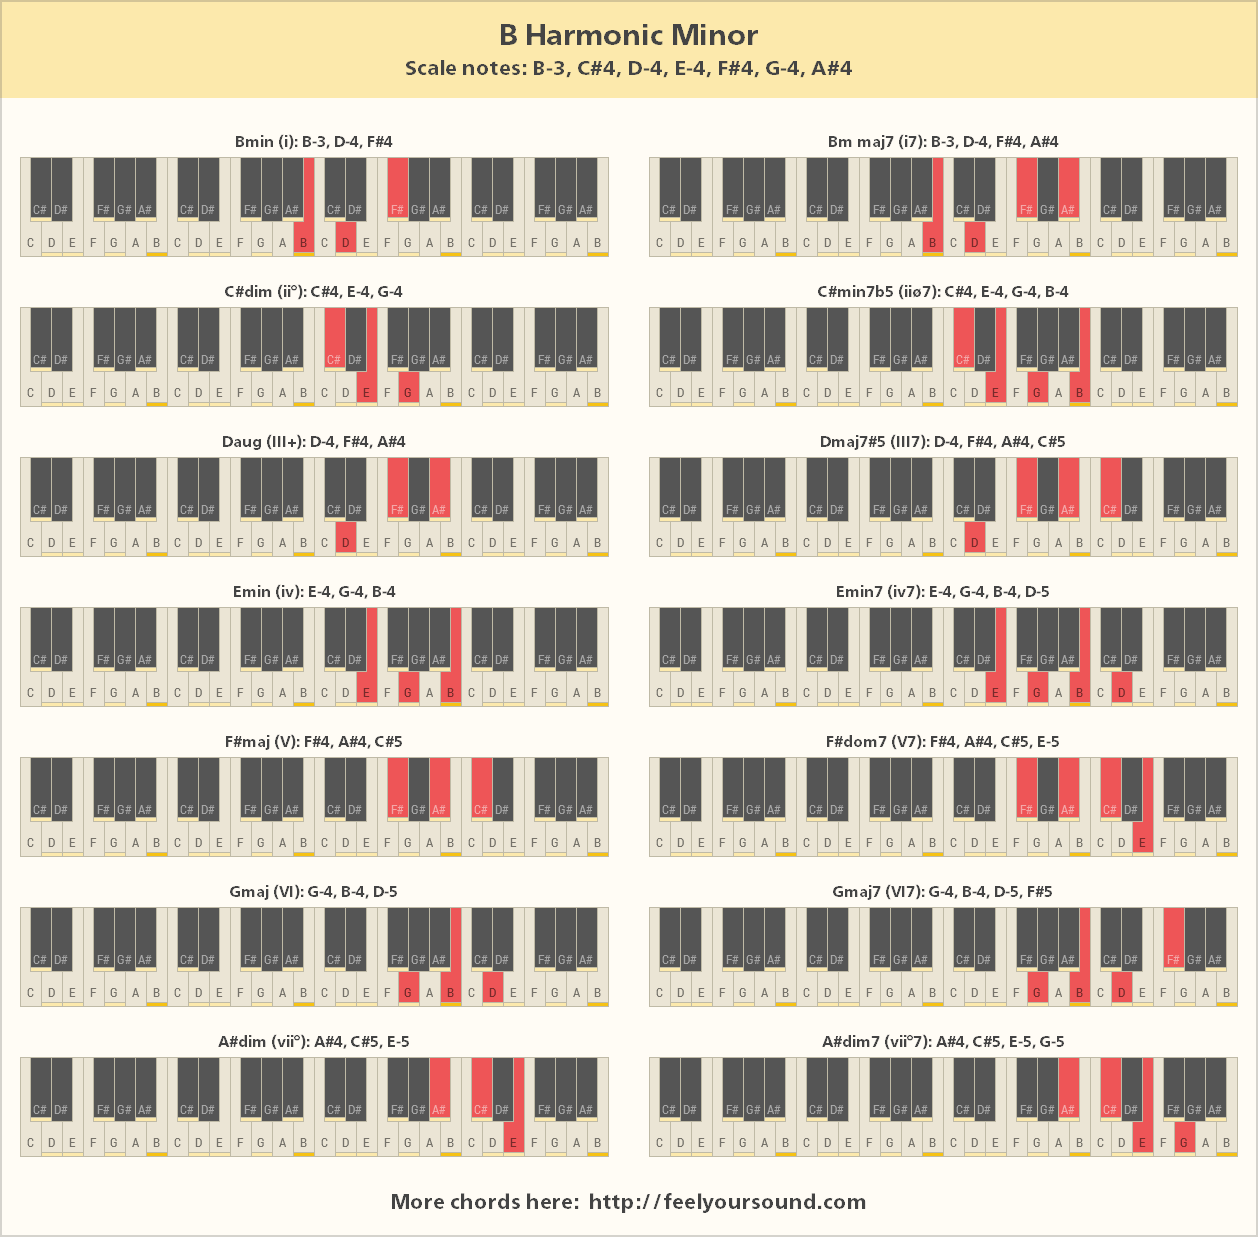 B Harmonic Minor
Scale notes: B-3, C#4, D-4, E-4, F#4, G-4, A#4
Bmin (i): B-3, D-4, F#4
C# D# F# G# A# C# D# F# G# A# C# D# F# G# A# C# D# F# G# A#
C D E F G A B C D E F G A B C D E F G A B C D E F G A B
Bm maj7 (i7): B-3, D-4, F#4, A#4
C# D# F# G# A# C# D# F# G# A# C# D# F# G# A# C# D# F# G# A#
C D E F G A B C D E F G A B C D E F G A B C D E F G A B
C#dim (ii°): C#4, E-4, G-4
C# D# F# G# A# C# D# F# G# A# C# D# F# G# A# C# D# F# G# A#
C D E F G A B C D E F G A B C D E F G A B C D E F G A B
C#min7b5 (iiø7): C#4, E-4, G-4, B-4
C# D# F# G# A# C# D# F# G# A# C# D# F# G# A# C# D# F# G# A#
C D E F G A B C D E F G A B C D E F G A B C D E F G A B
Daug (III+): D-4, F#4, A#4
C# D# F# G# A# C# D# F# G# A# C# D# F# G# A# C# D# F# G# A#
C D E F G A B C D E F G A B C D E F G A B C D E F G A B
Dmaj7#5 (III7): D-4, F#4, A#4, C#5
C# D# F# G# A# C# D# F# G# A# C# D# F# G# A# C# D# F# G# A#
C D E F G A B C D E F G A B C D E F G A B C D E F G A B
Emin (iv): E-4, G-4, B-4
C# D# F# G# A# C# D# F# G# A# C# D# F# G# A# C# D# F# G# A#
C D E F G A B C D E F G A B C D E F G A B C D E F G A B
Emin7 (iv7): E-4, G-4, B-4, D-5
C# D# F# G# A# C# D# F# G# A# C# D# F# G# A# C# D# F# G# A#
C D E F G A B C D E F G A B C D E F G A B C D E F G A B
F#maj (V): F#4, A#4, C#5
C# D# F# G# A# C# D# F# G# A# C# D# F# G# A# C# D# F# G# A#
C D E F G A B C D E F G A B C D E F G A B C D E F G A B
F#dom7 (V7): F#4, A#4, C#5, E-5
C# D# F# G# A# C# D# F# G# A# C# D# F# G# A# C# D# F# G# A#
C D E F G A B C D E F G A B C D E F G A B C D E F G A B
Gmaj (VI): G-4, B-4, D-5
C# D# F# G# A# C# D# F# G# A# C# D# F# G# A# C# D# F# G# A#
C D E F G A B C D E F G A B C D E F G A B C D E F G A B
Gmaj7 (VI7): G-4, B-4, D-5, F#5
C# D# F# G# A# C# D# F# G# A# C# D# F# G# A# C# D# F# G# A#
C D E F G A B C D E F G A B C D E F G A B C D E F G A B
A#dim (vii°): A#4, C#5, E-5
C# D# F# G# A# C# D# F# G# A# C# D# F# G# A# C# D# F# G# A#
C D E F G A B C D E F G A B C D E F G A B C D E F G A B
A#dim7 (vii°7): A#4, C#5, E-5, G-5
C# D# F# G# A# C# D# F# G# A# C# D# F# G# A# C# D# F# G# A#
C D E F G A B C D E F G A B C D E F G A B C D E F G A B
More chords here: http://feelyoursound.com